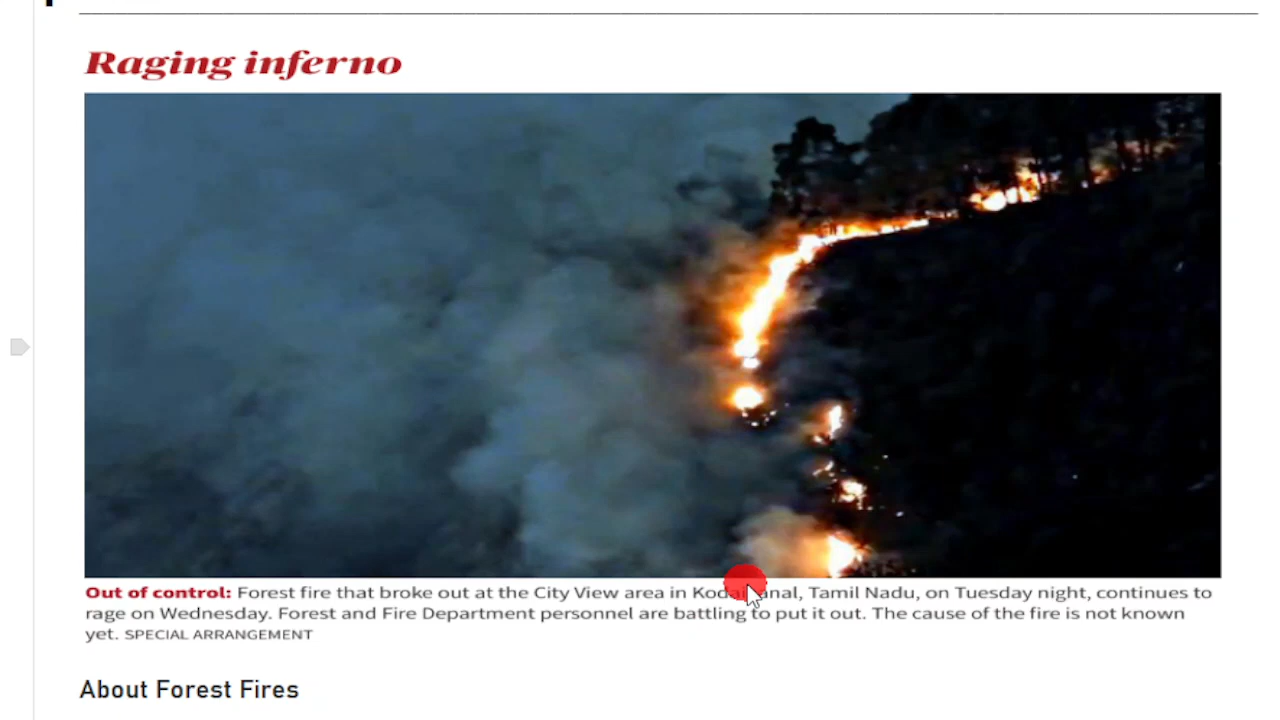 Raging inferno
Out of control: Forest fire that broke out at the City View area in Kodaikanal, Tamil Nadu, on Tuesday night, continues to
rage on Wednesday. Forest and Fire Department personnel are battling to put it out. The cause of the fire is not known
yet. SPECIAL ARRANGEMENT
About Forest Fires